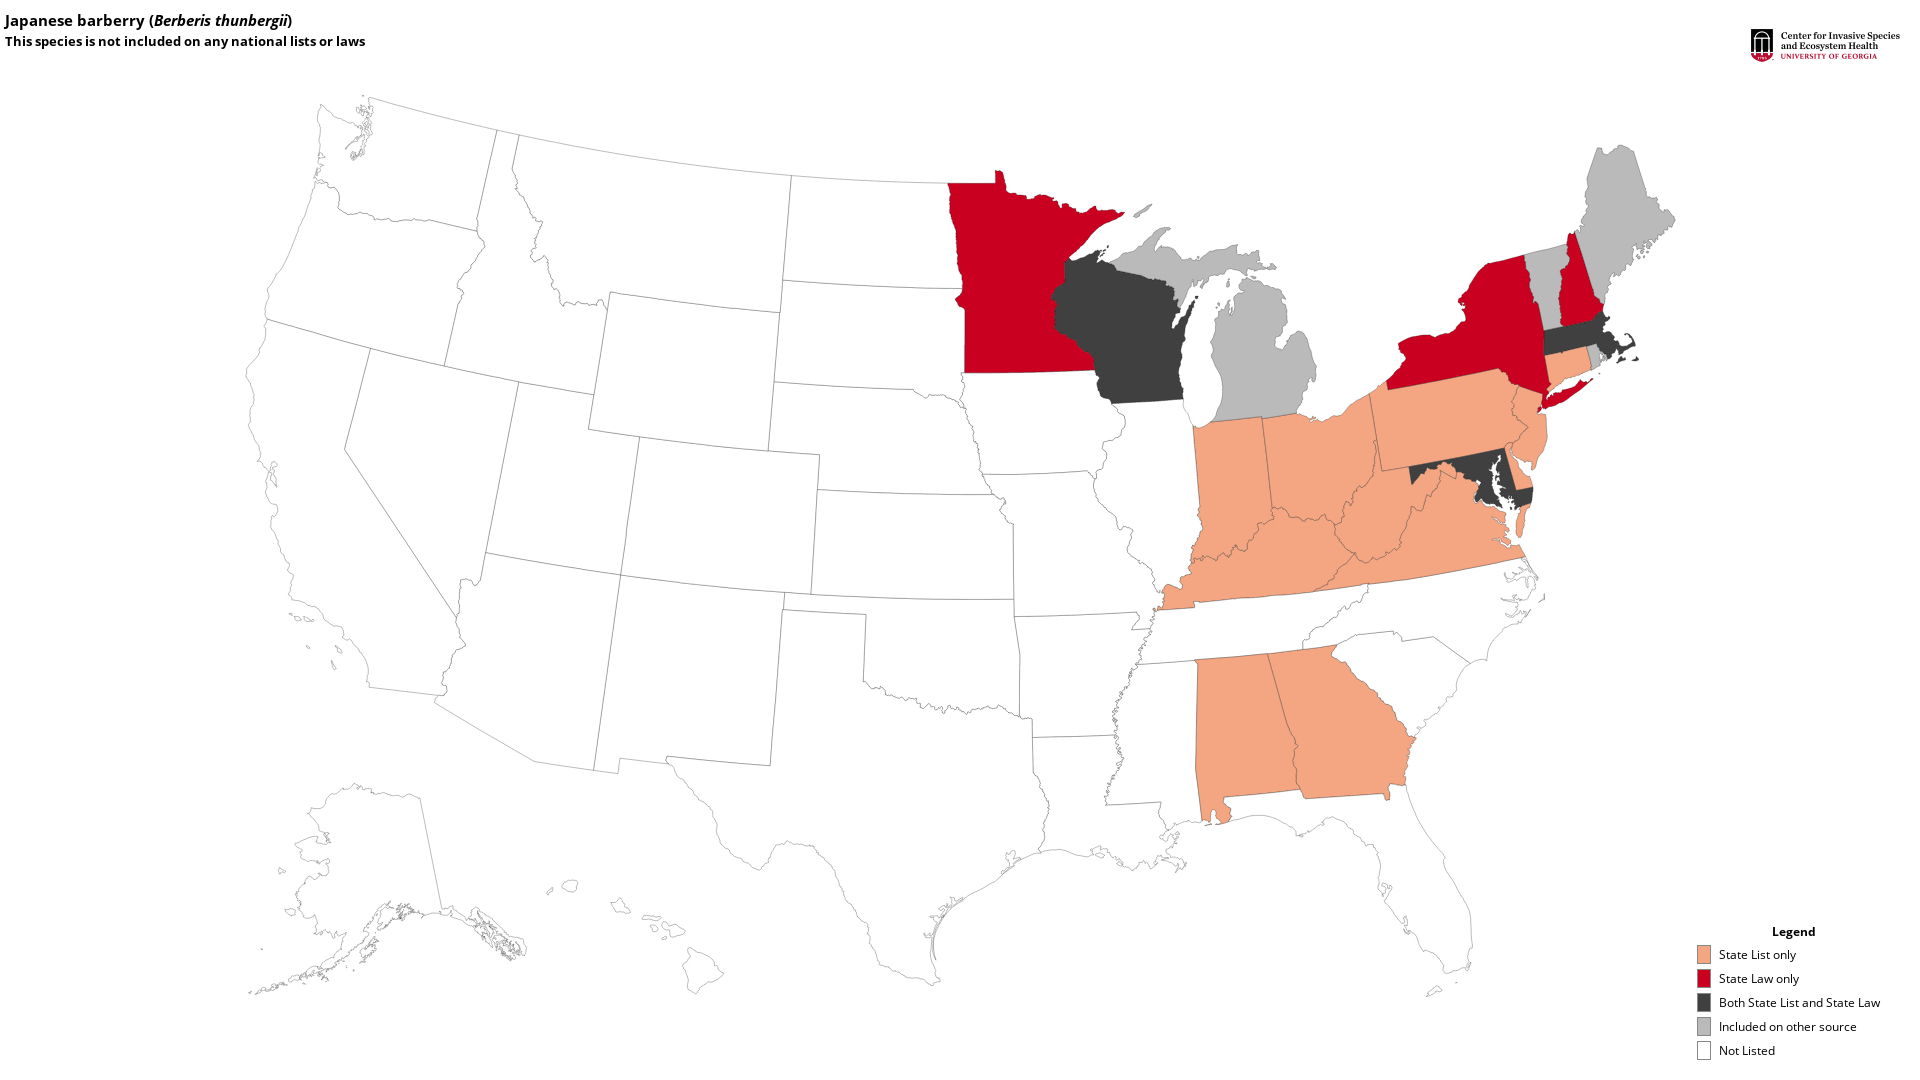 Japanese barberry (Berberis thunbergii)
This species is not included on any national lists or laws
Center for Invasive Species
and Ecosystem Health
UNIVERSITY OF GEORGIA
Legend
State List only
State Law only
Both State List and State Law
Included on other source
Not Listed